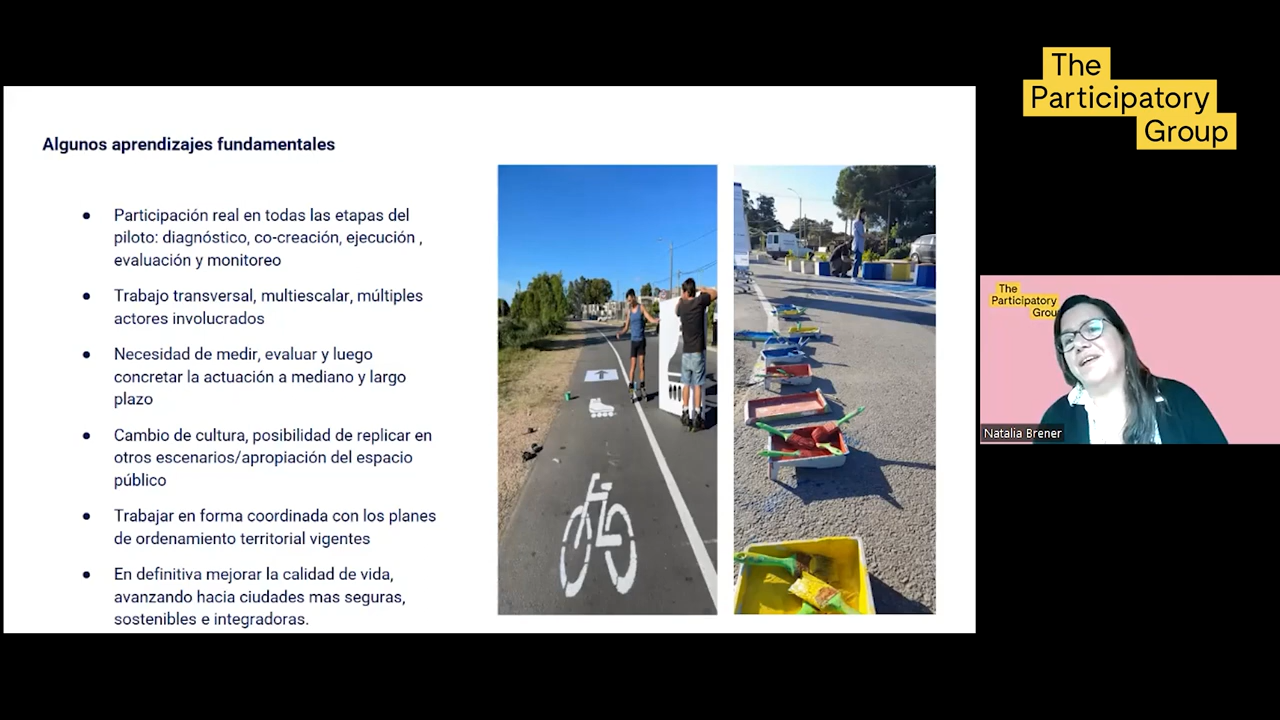 The
Participatory
Group
Algunos aprendizajes fundamentales
● Participación real en todas las etapas del
piloto: diagnóstico, co-creación, ejecución ,
evaluación y monitoreo
● Trabajo transversal, multiescalar, múltiples
actores involucrados
● Necesidad de medir, evaluar y luego
concretar la actuación a mediano y largo
plazo
● Cambio de cultura, posibilidad de replicar en
otros escenarios/apropiación del espacio
público
● Trabajar en forma coordinada con los planes
de ordenamiento territorial vigentes
● En definitiva mejorar la calidad de vida,
avanzando hacia ciudades mas seguras,
sostenibles e integradoras.
The
Participatory
Grou
Natalia Brener